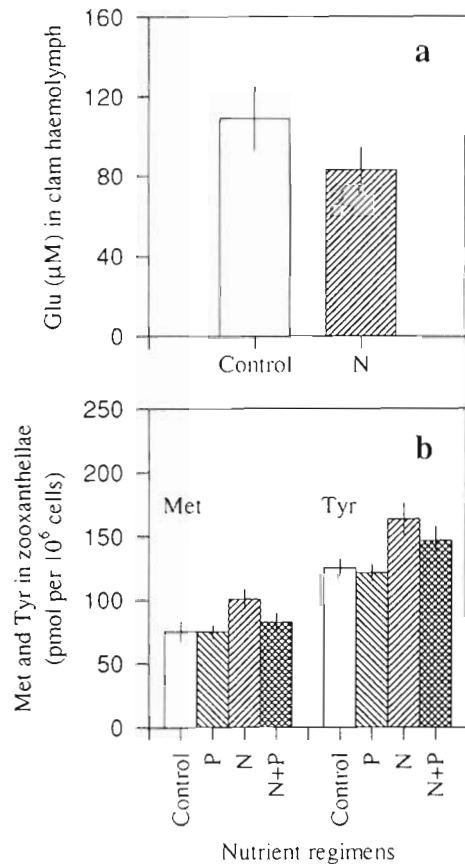 a
Glu (µM) in clam haemolymph
160
120
80
40
0
Control N
b
Met and Tyr in zooxanthellae
(pmol per 10⁶ cells)
250
200
150
100
50
0
Met Tyr
Control P N N+P Control P N N+P
Nutrient regimens